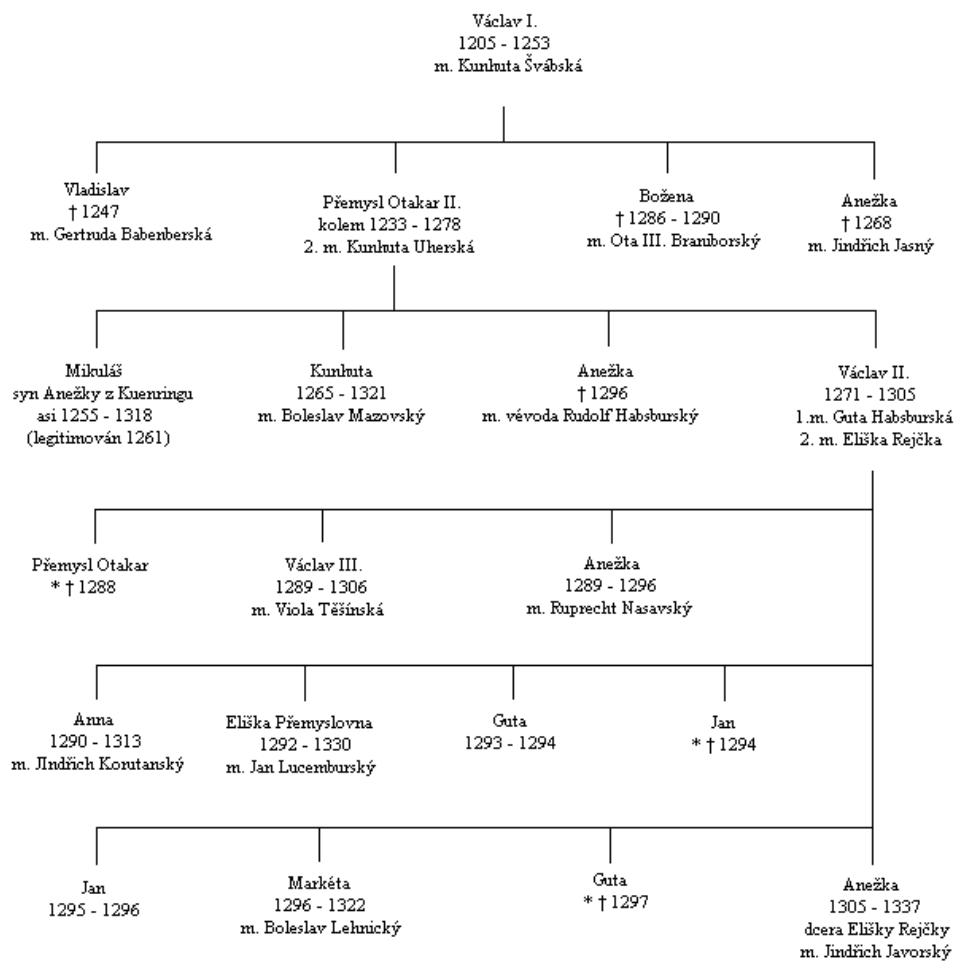 Václav I.
1205 - 1253
m. Kunhuta Švábská
Vladislav
† 1247
m. Gertruda Babenberská
Přemysl Otakar II.
kolem 1233 - 1278
2. m. Kunhuta Uherská
Božena
† 1286 - 1290
m. Ota III. Braniborský
Anežka
† 1268
m. Jindřich Jasný
Mikuláš
syn Anežky z Kuenringu
asi 1255 - 1318
(legitimován 1261)
Kunhuta
1265 - 1321
m. Boleslav Mazovský
Anežka
† 1296
m. vévoda Rudolf Habsburský
Václav II.
1271 - 1305
1.m. Guta Habsburská
2. m. Eliška Rejčka
Přemysl Otakar
* † 1288
Václav III.
1289 - 1306
m. Viola Těšínská
Anežka
1289 - 1296
m. Ruprecht Nasavský
Anna
1290 - 1313
m. JIndřich Korutanský
Eliška Přemyslovna
1292 - 1330
m. Jan Lucemburský
Guta
1293 - 1294
Jan
* † 1294
Jan
1295 - 1296
Markéta
1296 - 1322
m. Boleslav Lehnický
Guta
* † 1297
Anežka
1305 - 1337
dcera Elišky Rejčky
m. Jindřich Javorský